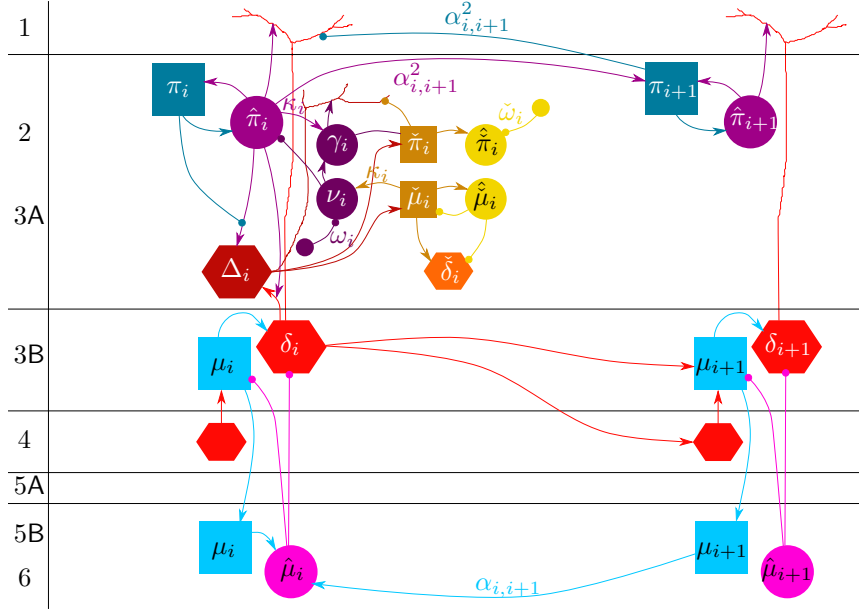 1
α²ᵢ,ᵢ₊₁
2
πᵢ
π̂ᵢ
κᵢ
α²ᵢ,ᵢ₊₁
γᵢ
π̌ᵢ
π̌̂ᵢ
ω̌ᵢ
πᵢ₊₁
π̂ᵢ₊₁
3A
νᵢ
κᵢ
μ̌ᵢ
μ̌̂ᵢ
ωᵢ
Δᵢ
δ̌ᵢ
3B
μᵢ
δᵢ
μᵢ₊₁
δᵢ₊₁
4
5A
5B
μᵢ
μᵢ₊₁
6
μ̂ᵢ
αᵢ,ᵢ₊₁
μ̂ᵢ₊₁